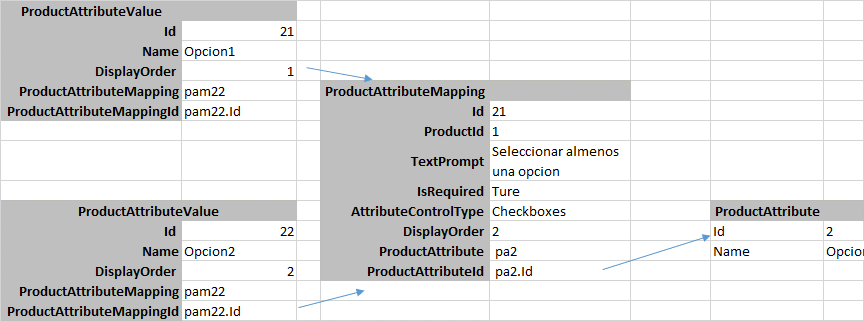 ProductAttributeValue
Id 21
Name Opcion1
DisplayOrder 1
ProductAttributeMapping pam22
ProductAttributeMappingId pam22.Id
ProductAttributeMapping
Id 21
ProductId 1
TextPrompt Seleccionar almenos
una opcion
IsRequired Ture
AttributeControlType Checkboxes
DisplayOrder 2
ProductAttribute pa2
ProductAttributeId pa2.Id
ProductAttributeValue
Id 22
Name Opcion2
DisplayOrder 2
ProductAttributeMapping pam22
ProductAttributeMappingId pam22.Id
ProductAttribute
Id 2
Name Opcion